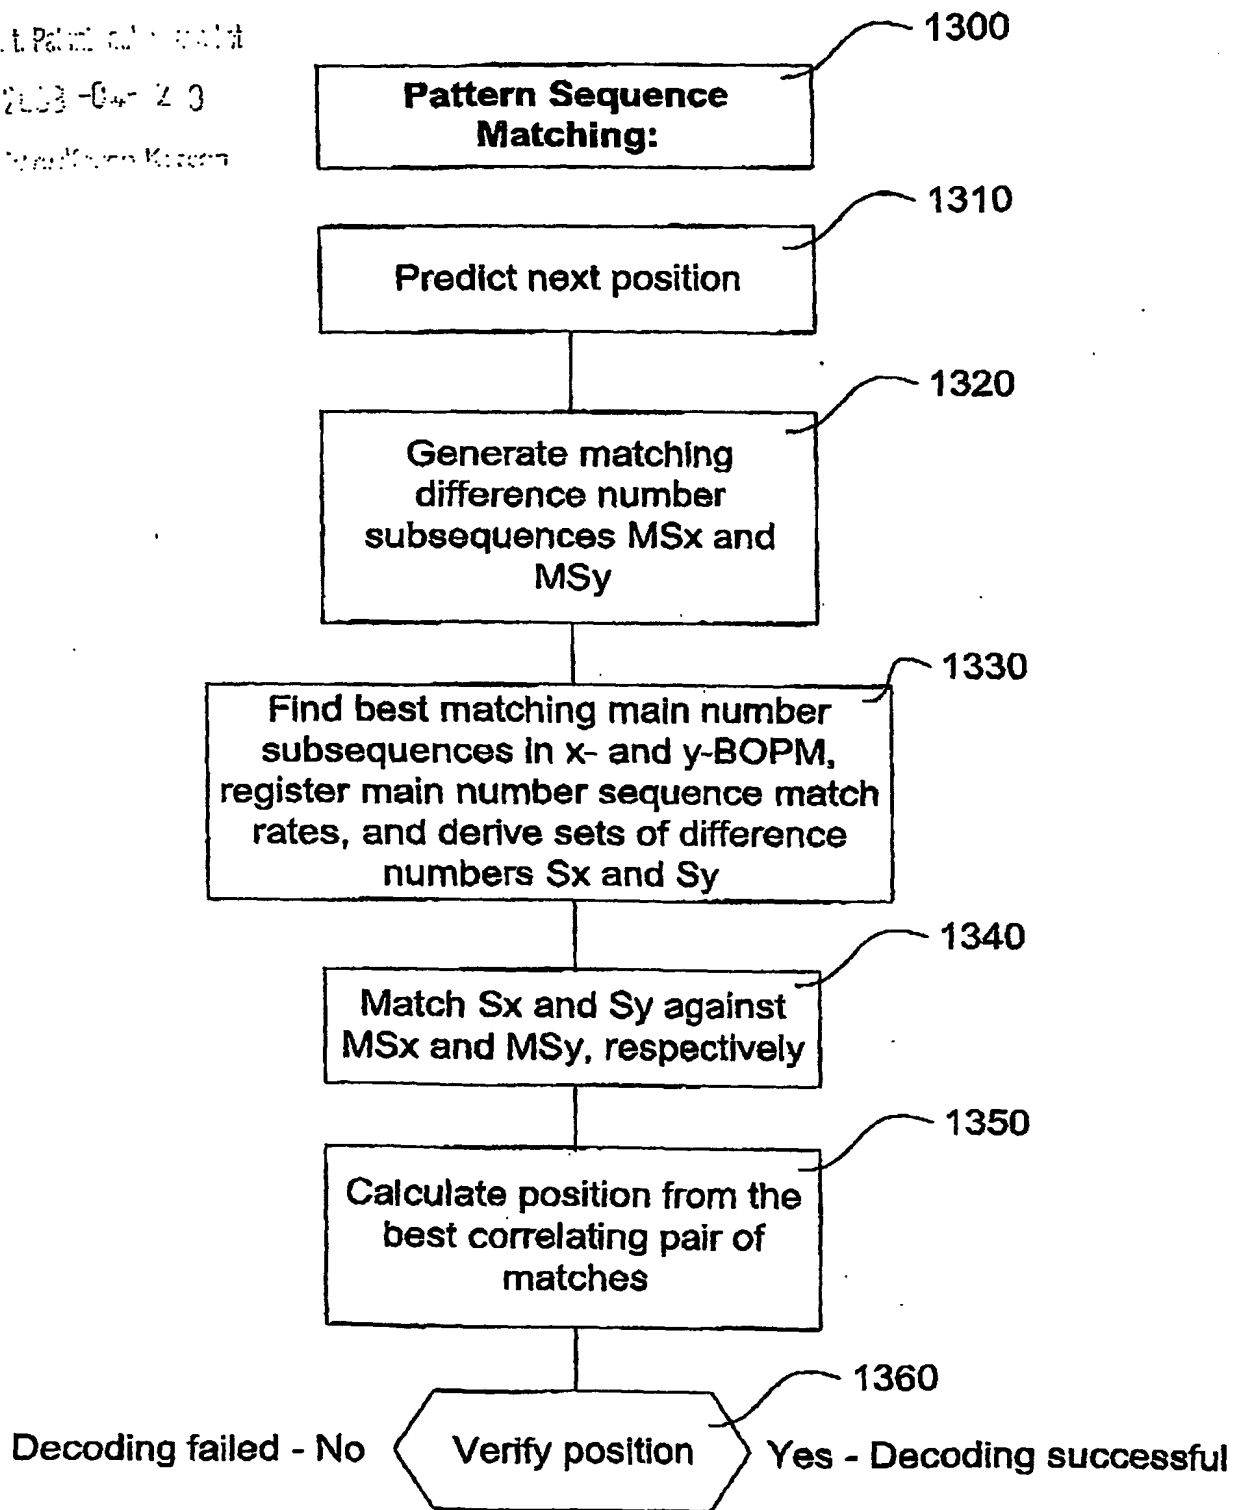 1300
Pattern Sequence
Matching:
1310
Predict next position
1320
Generate matching
difference number
subsequences MSx and
MSy
1330
Find best matching main number
subsequences in x- and y-BOPM,
register main number sequence match
rates, and derive sets of difference
numbers Sx and Sy
1340
Match Sx and Sy against
MSx and MSy, respectively
1350
Calculate position from the
best correlating pair of
matches
1360
Decoding failed - No
Verify position
Yes - Decoding successful